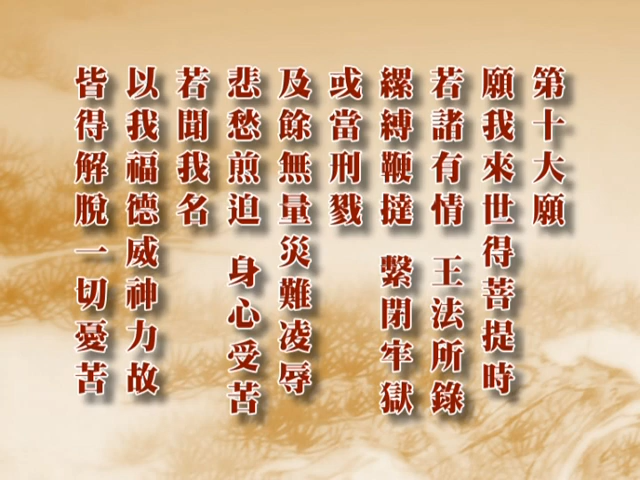 第十大願
願我來世得菩提時
若諸有情 王法所錄
縲縛鞭撻 繫閉牢獄
或當刑戮
及餘無量災難凌辱
悲愁煎迫 身心受苦
若聞我名
以我福德威神力故
皆得解脫一切憂苦